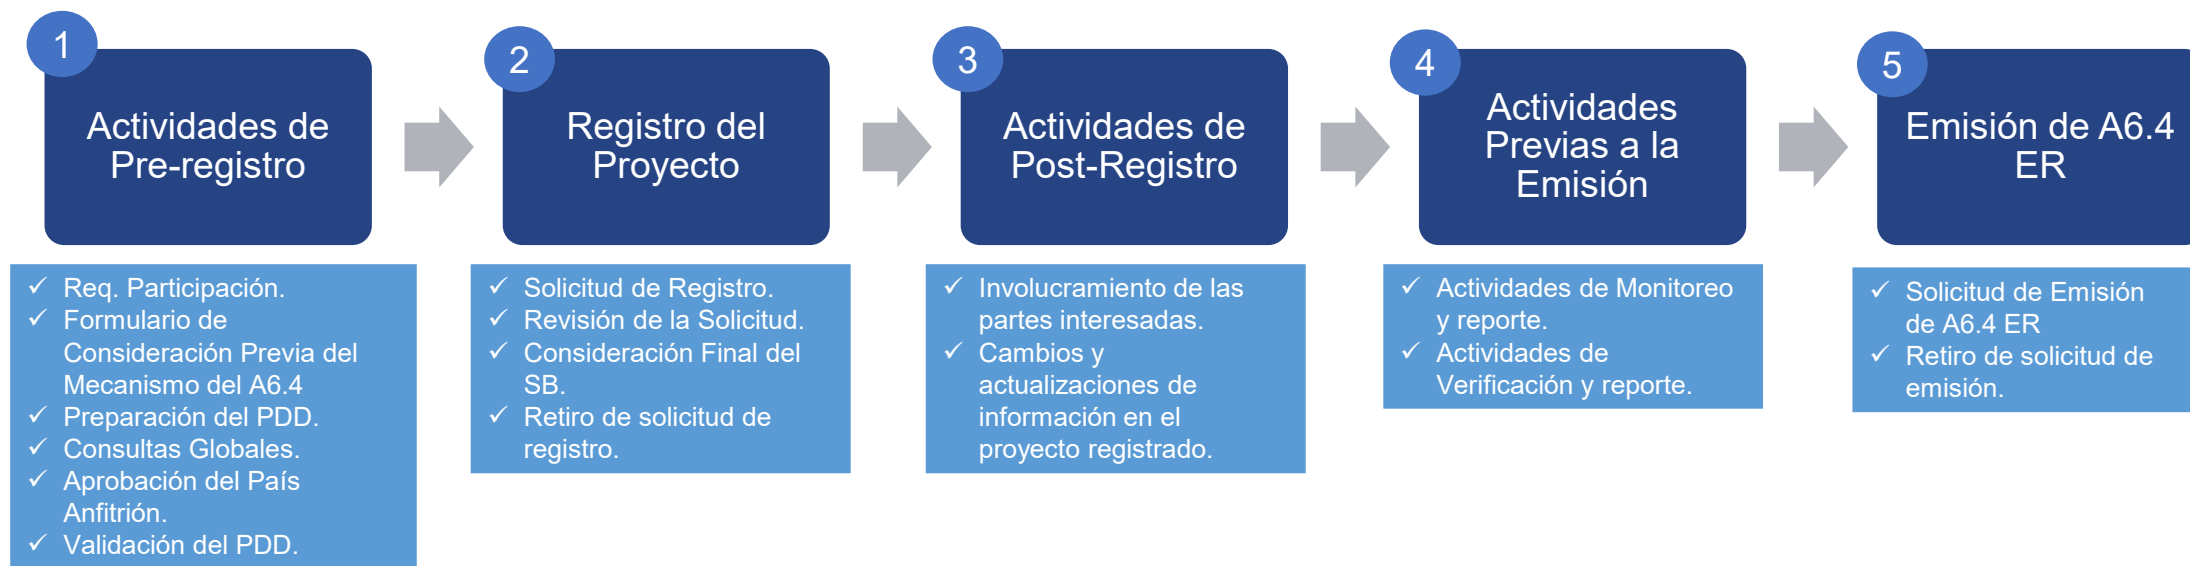 1
Actividades de
Pre-registro
2
Registro del
Proyecto
3
Actividades de
Post-Registro
4
Actividades
Previas a la
Emisión
5
Emisión de A6.4
ER
✓ Req. Participación.
✓ Formulario de
Consideración Previa del
Mecanismo del A6.4
✓ Preparación del PDD.
✓ Consultas Globales.
✓ Aprobación del País
Anfitrión.
✓ Validación del PDD.
✓ Solicitud de Registro.
✓ Revisión de la Solicitud.
✓ Consideración Final del
SB.
✓ Retiro de solicitud de
registro.
✓ Involucramiento de las
partes interesadas.
✓ Cambios y
actualizaciones de
información en el
proyecto registrado.
✓ Actividades de Monitoreo
y reporte.
✓ Actividades de
Verificación y reporte.
✓ Solicitud de Emisión
de A6.4 ER
✓ Retiro de solicitud de
emisión.